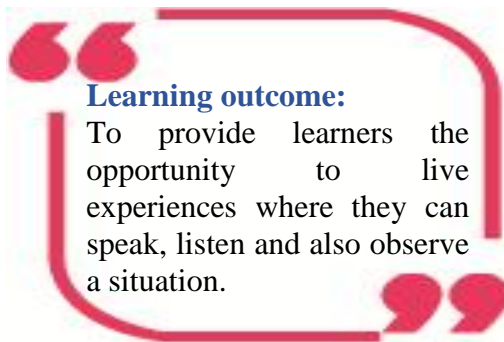 Learning outcome:
To provide learners the
opportunity to live
experiences where they can
speak, listen and also observe
a situation.